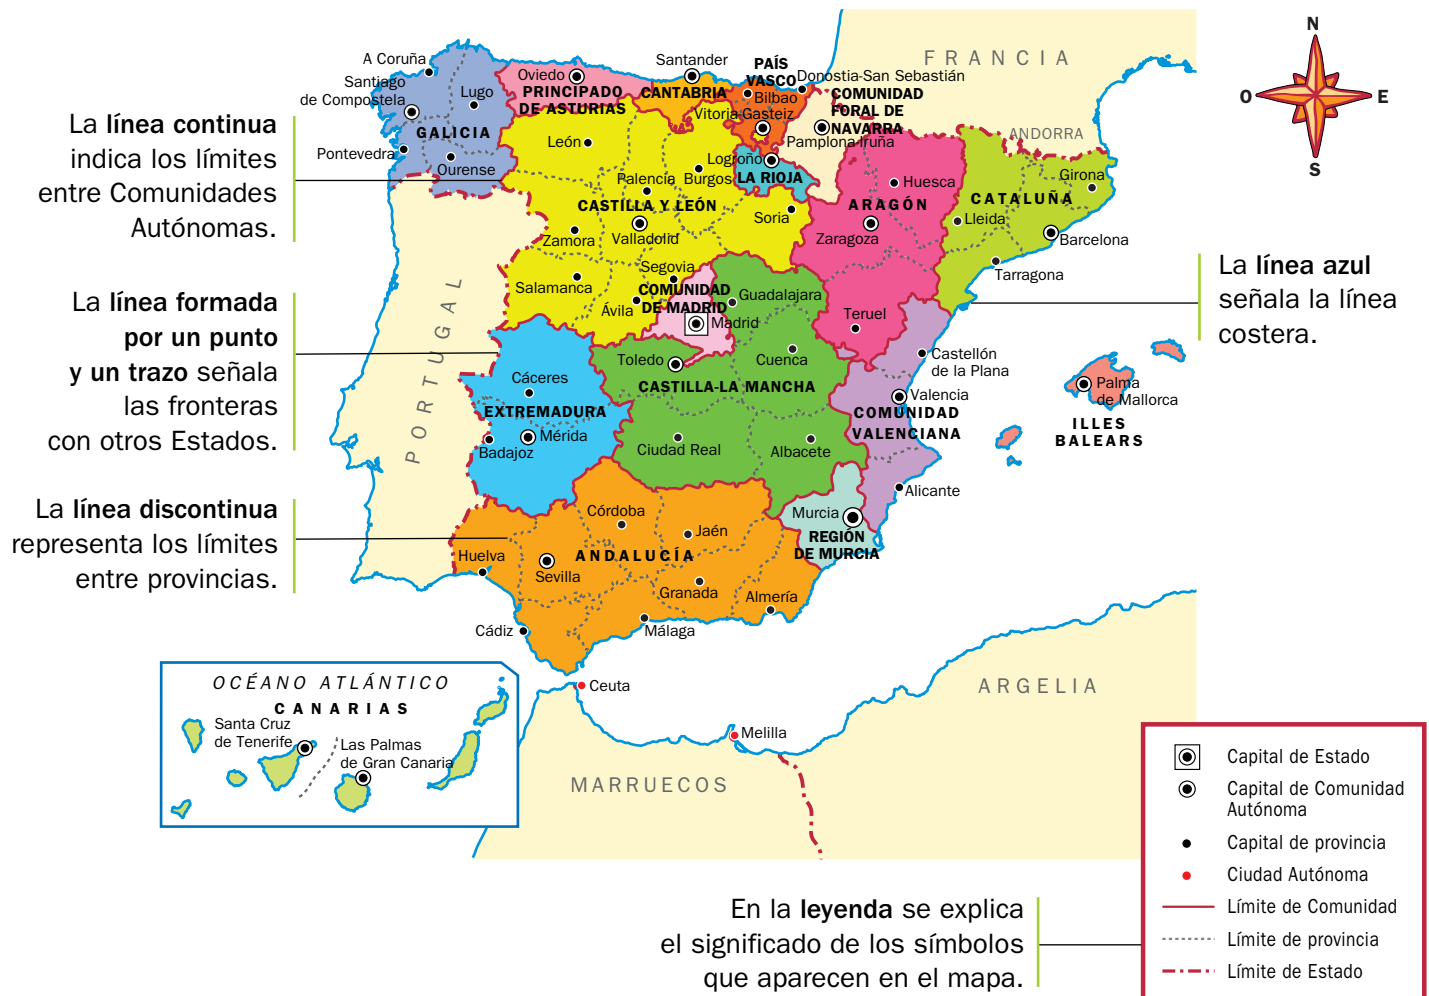 La línea continua
indica los límites
entre Comunidades
Autónomas.
La línea formada
por un punto
y un trazo señala
las fronteras
con otros Estados.
La línea discontinua
representa los límites
entre provincias.
FRANCIA
ANDORRA
PORTUGAL
A Coruña
Santiago
de Compostela
Lugo
GALICIA
Pontevedra
Ourense
Oviedo
PRINCIPADO
DE ASTURIAS
Santander
CANTABRIA
PAÍS
VASCO
Donostia-San Sebastián
Bilbao
Vitoria-Gasteiz
COMUNIDAD
FORAL DE
NAVARRA
Pamplona-Iruña
Logroño
LA RIOJA
León
Palencia
Burgos
CASTILLA Y LEÓN
Zamora
Valladolid
Soria
Segovia
Salamanca
Ávila
COMUNIDAD
DE MADRID
Madrid
Huesca
ARAGÓN
Zaragoza
Teruel
Girona
CATALUÑA
Lleida
Barcelona
Tarragona
Guadalajara
Toledo
Cuenca
CASTILLA-LA MANCHA
Ciudad Real
Albacete
Cáceres
EXTREMADURA
Mérida
Badajoz
Castellón
de la Plana
Valencia
COMUNIDAD
VALENCIANA
Alicante
Palma
de Mallorca
ILLES
BALEARS
Murcia
REGIÓN
DE MURCIA
Córdoba
Jaén
ANDALUCÍA
Huelva
Sevilla
Granada
Almería
Cádiz
Málaga
Ceuta
Melilla
MARRUECOS
ARGELIA
OCÉANO ATLÁNTICO
CANARIAS
Santa Cruz
de Tenerife
Las Palmas
de Gran Canaria
N
O
E
S
La línea azul
señala la línea
costera.
En la leyenda se explica
el significado de los símbolos
que aparecen en el mapa.
Capital de Estado
Capital de Comunidad
Autónoma
Capital de provincia
Ciudad Autónoma
Límite de Comunidad
Límite de provincia
Límite de Estado